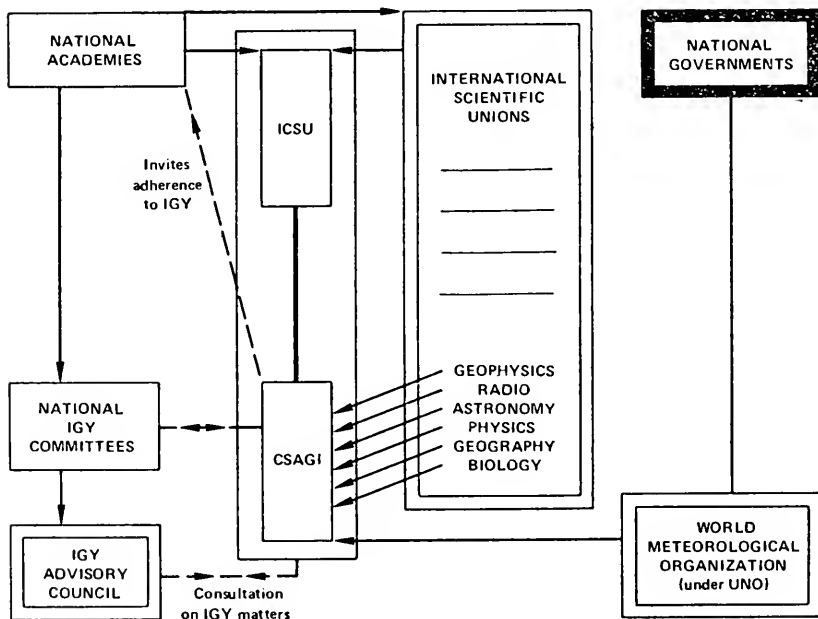 NATIONAL
ACADEMIES
ICSU
INTERNATIONAL
SCIENTIFIC
UNIONS
NATIONAL
GOVERNMENTS
Invites
adherence
to IGY
GEOPHYSICS
RADIO
ASTRONOMY
PHYSICS
GEOGRAPHY
BIOLOGY
NATIONAL
IGY
COMMITTEES
CSAGI
IGY
ADVISORY
COUNCIL
Consultation
on IGY matters
WORLD
METEOROLOGICAL
ORGANIZATION
(under UNO)